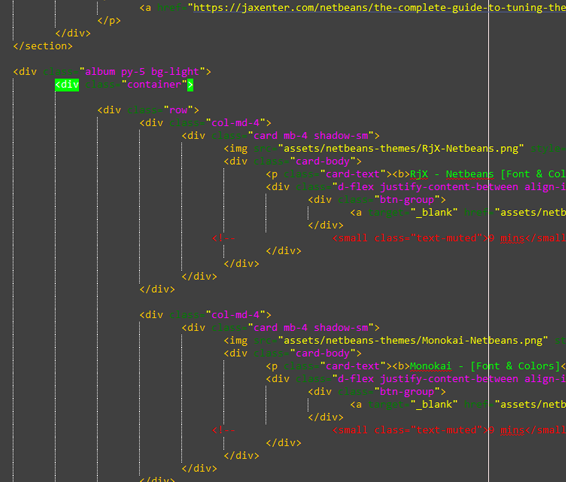 <a href="https://jaxenter.com/netbeans/the-complete-guide-to-tuning-the
</p>
</div>
</section>
<div class="album py-5 bg-light">
<div class="container">
<div class="row">
<div class="col-md-4">
<div class="card mb-4 shadow-sm">
<img src="assets/netbeans-themes/RjX-Netbeans.png" style=
<div class="card-body">
<p class="card-text"><b>RjX - Netbeans [Font & Col
<div class="d-flex justify-content-between align-i
<div class="btn-group">
<a target="_blank" href="assets/netb
</div>
<!-- <small class="text-muted">9 mins</small
</div>
</div>
</div>
</div>
<div class="col-md-4">
<div class="card mb-4 shadow-sm">
<img src="assets/netbeans-themes/Monokai-Netbeans.png"
<div class="card-body">
<p class="card-text"><b>Monokai - [Font & Colors]<
<div class="d-flex justify-content-between align-i
<div class="btn-group">
<a target="_blank" href="assets/netb
</div>
<!-- <small class="text-muted">9 mins</small
</div>
</div>
</div>
</div>